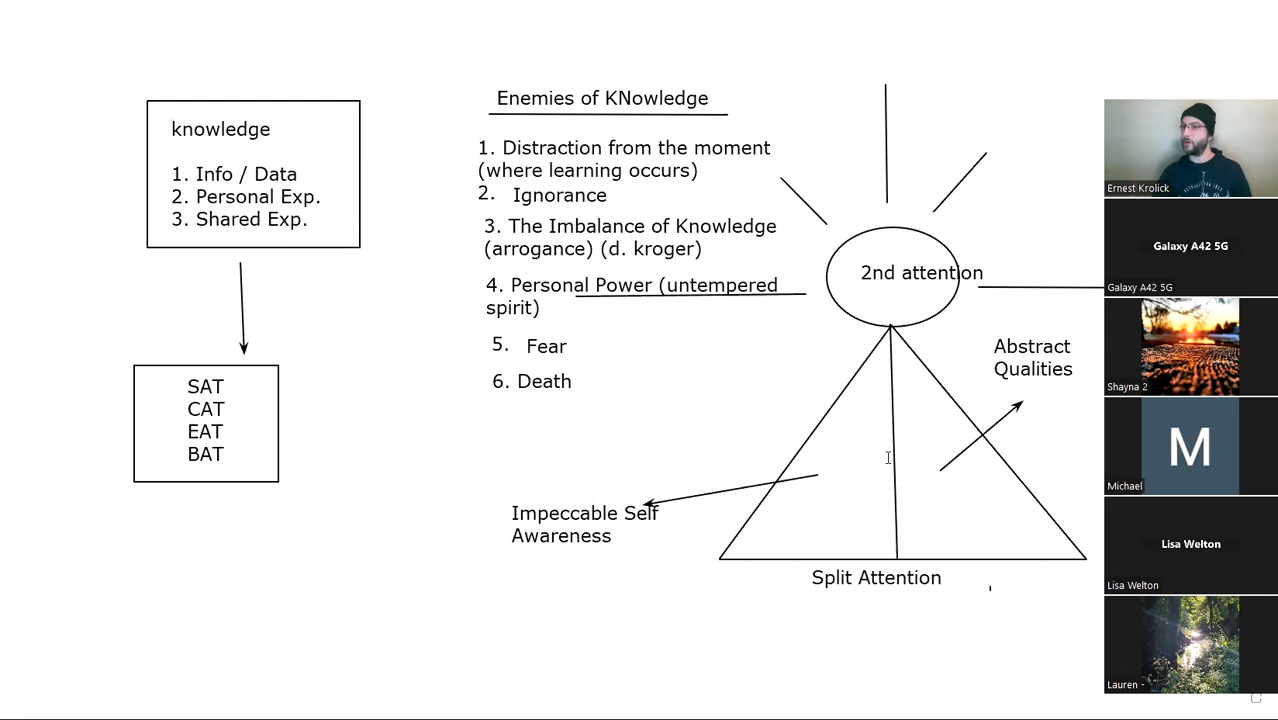 knowledge
1. Info / Data
2. Personal Exp.
3. Shared Exp.
SAT
CAT
EAT
BAT
Enemies of KNowledge
1. Distraction from the moment
(where learning occurs)
2. Ignorance
3. The Imbalance of Knowledge
(arrogance) (d. kroger)
4. Personal Power (untempered
spirit)
5. Fear
6. Death
2nd attention
Abstract
Qualities
Impeccable Self
Awareness
Split Attention
Ernest Krolick
Galaxy A42 5G
Galaxy A42 5G
Shayna 2
M
Michael
Lisa Welton
Lisa Welton
Lauren -